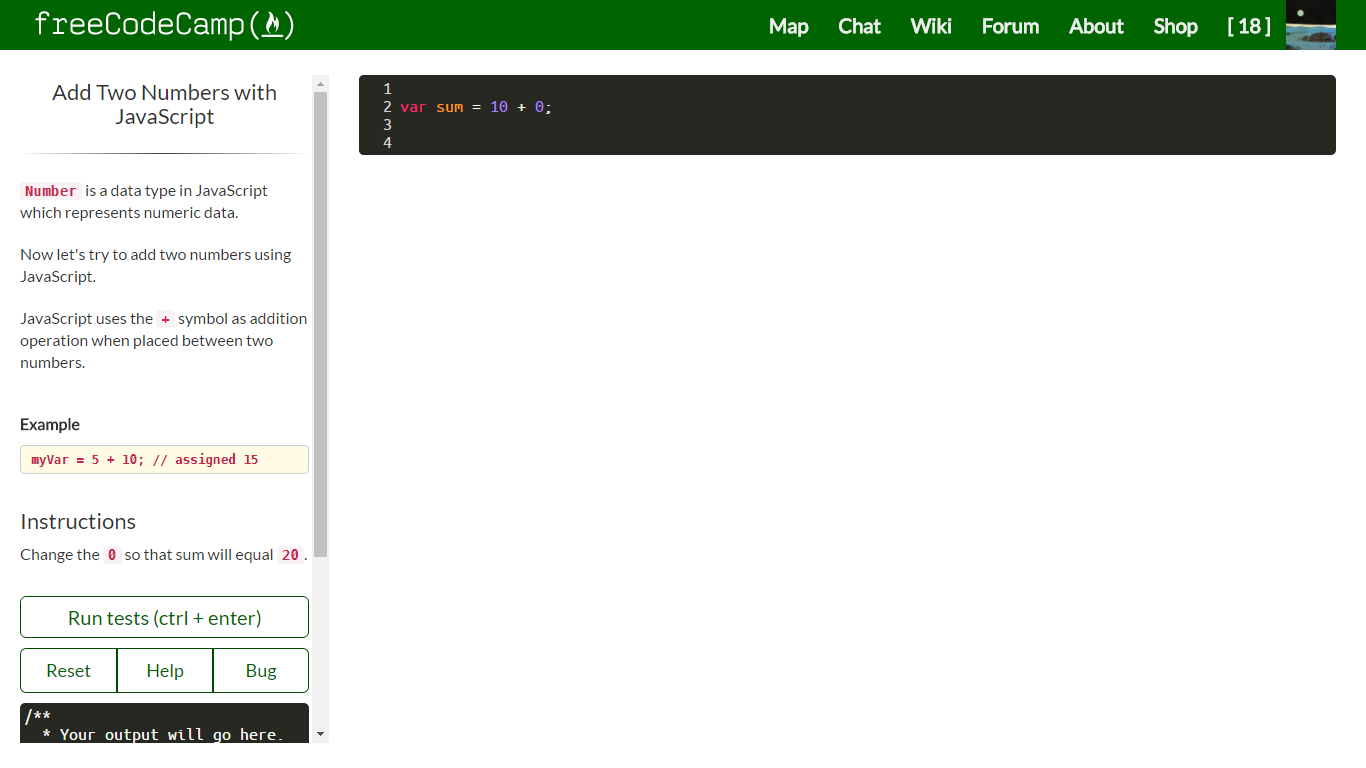 freeCodeCamp(🔥)
Map Chat Wiki Forum About Shop [ 18 ]
Add Two Numbers with
JavaScript
Number is a data type in JavaScript
which represents numeric data.
Now let's try to add two numbers using
JavaScript.
JavaScript uses the + symbol as addition
operation when placed between two
numbers.
Example
myVar = 5 + 10; // assigned 15
Instructions
Change the 0 so that sum will equal 20.
Run tests (ctrl + enter)
Reset Help Bug
/**
* Your output will go here.
1
2 var sum = 10 + 0;
3
4